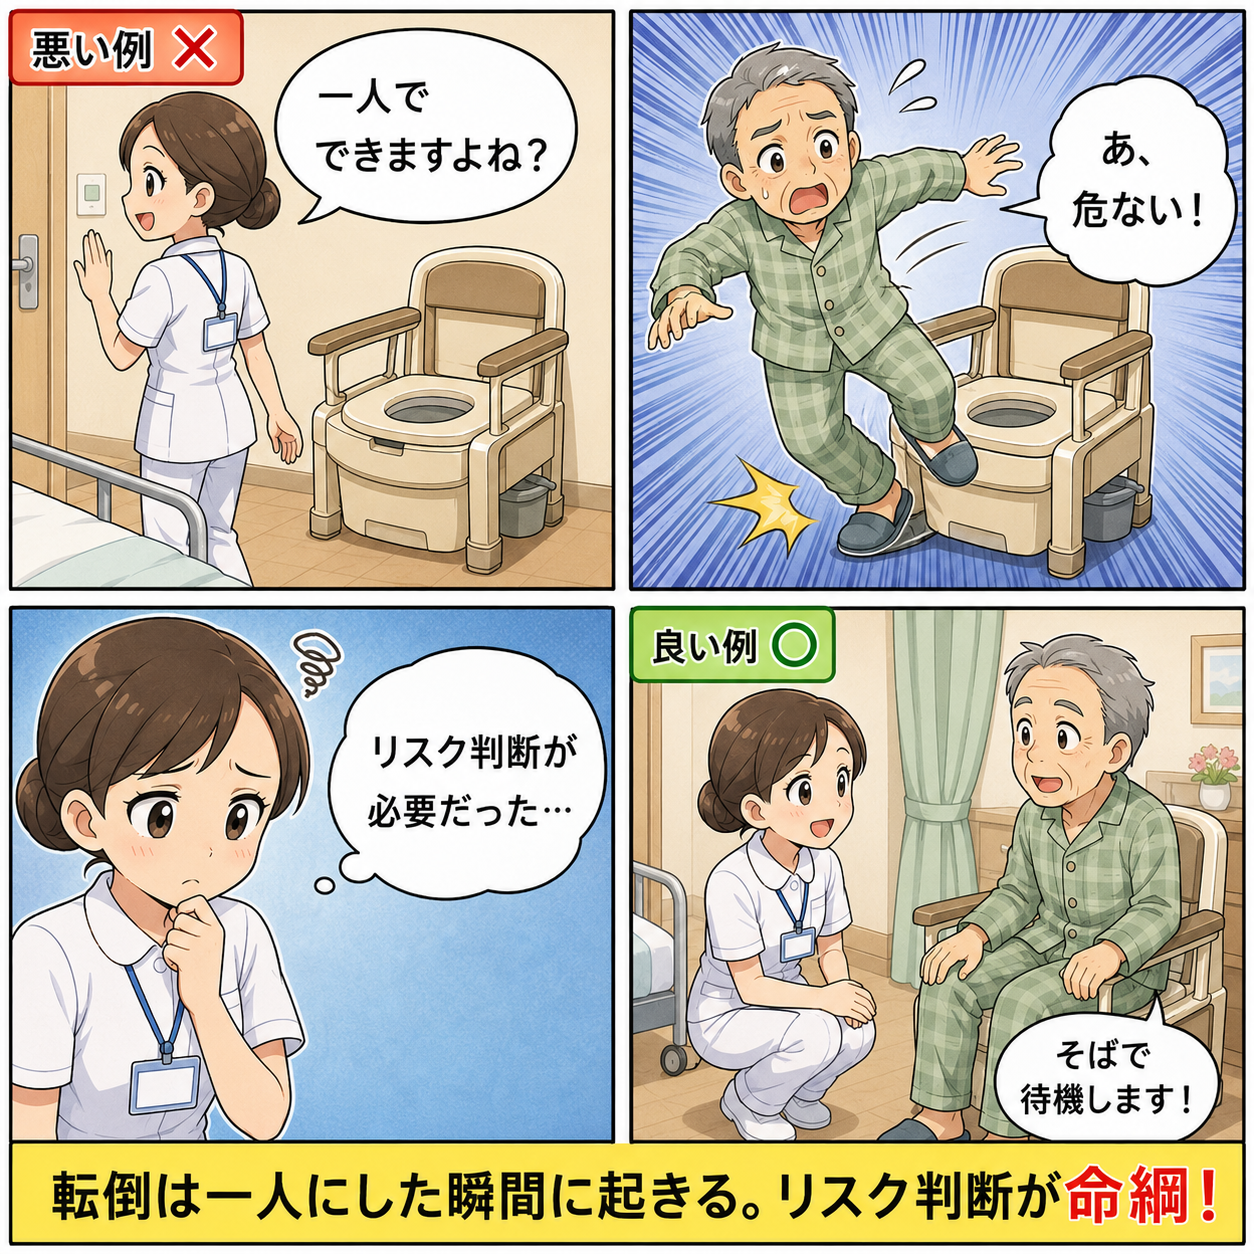 悪い例 ×
一人で
できますよね？
あ、
危ない！
リスク判断が
必要だった…
良い例 ○
そばで
待機します！
転倒は一人にした瞬間に起きる。リスク判断が命綱！